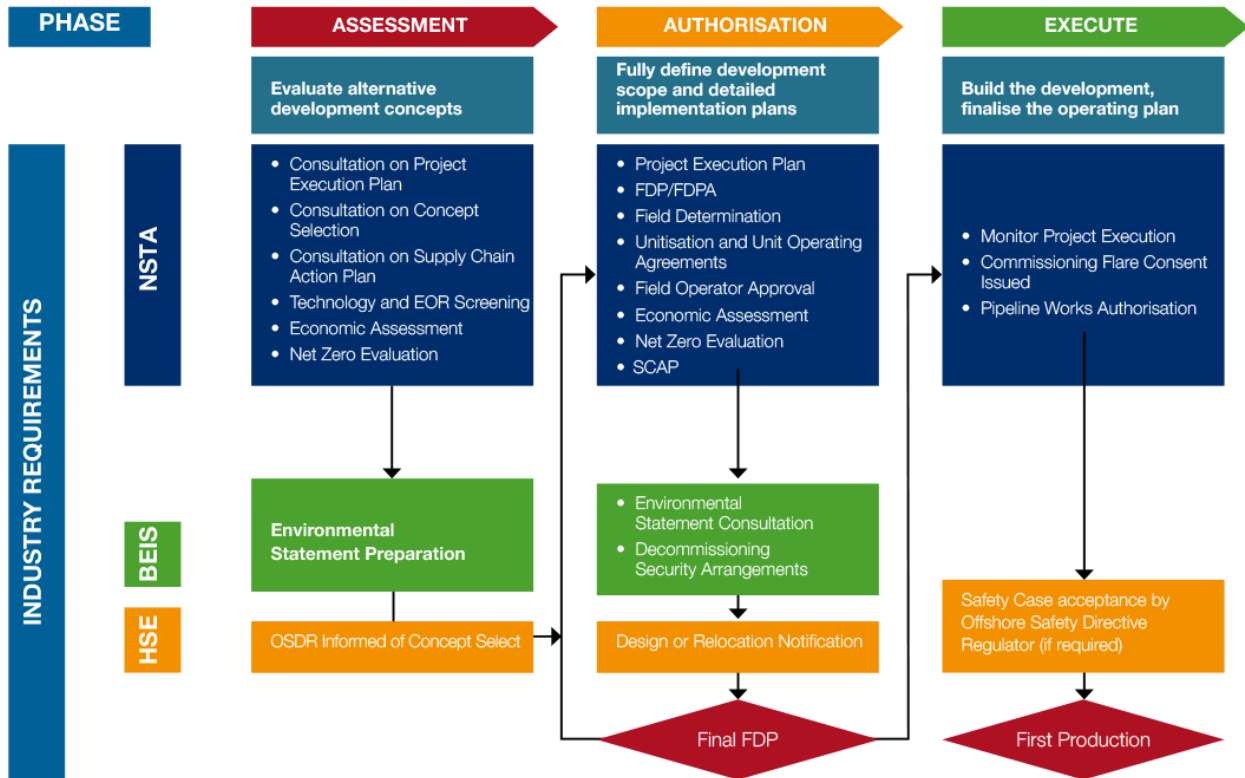 PHASE
ASSESSMENT
AUTHORISATION
EXECUTE
Evaluate alternative
development concepts
Fully define development
scope and detailed
implementation plans
Build the development,
finalise the operating plan
INDUSTRY REQUIREMENTS
NSTA
• Consultation on Project
Execution Plan
• Consultation on Concept
Selection
• Consultation on Supply Chain
Action Plan
• Technology and EOR Screening
• Economic Assessment
• Net Zero Evaluation
• Project Execution Plan
• FDP/FDPA
• Field Determination
• Unitisation and Unit Operating
Agreements
• Field Operator Approval
• Economic Assessment
• Net Zero Evaluation
• SCAP
• Monitor Project Execution
• Commissioning Flare Consent
Issued
• Pipeline Works Authorisation
BEIS
Environmental
Statement Preparation
• Environmental
Statement Consultation
• Decommissioning
Security Arrangements
HSE
OSDR Informed of Concept Select
Design or Relocation Notification
Safety Case acceptance by
Offshore Safety Directive
Regulator (if required)
Final FDP
First Production